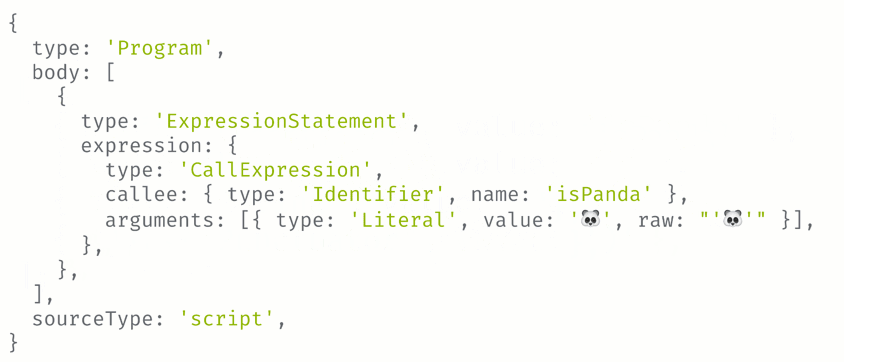 {
  type: 'Program',
  body: [
    {
      type: 'ExpressionStatement',
      expression: {
        type: 'CallExpression',
        callee: { type: 'Identifier', name: 'isPanda' },
        arguments: [{ type: 'Literal', value: '🐼', raw: "'🐼'" }],
      },
    },
  ],
  sourceType: 'script',
}